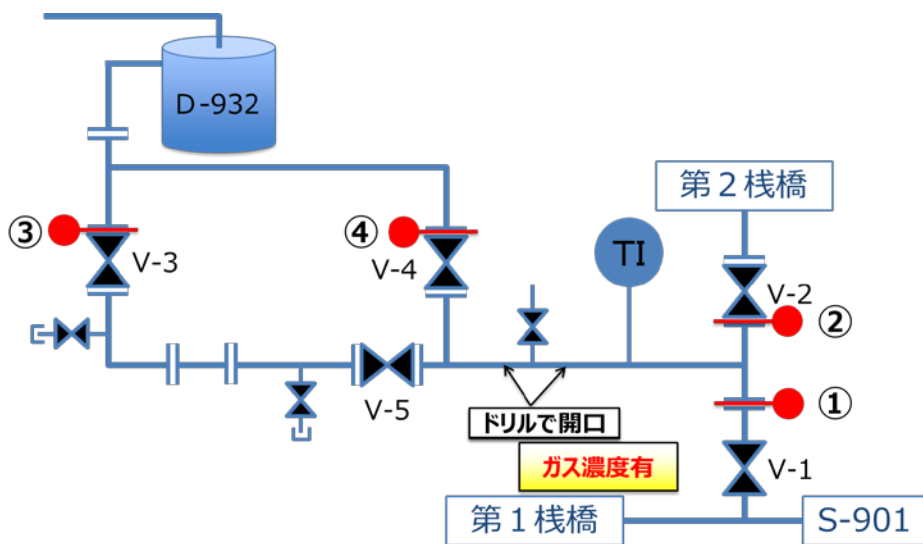 D-932
第２桟橋
③
④
TI
V-3
V-4
V-2
②
V-5
①
ドリルで開口
ガス濃度有
V-1
第１桟橋
S-901